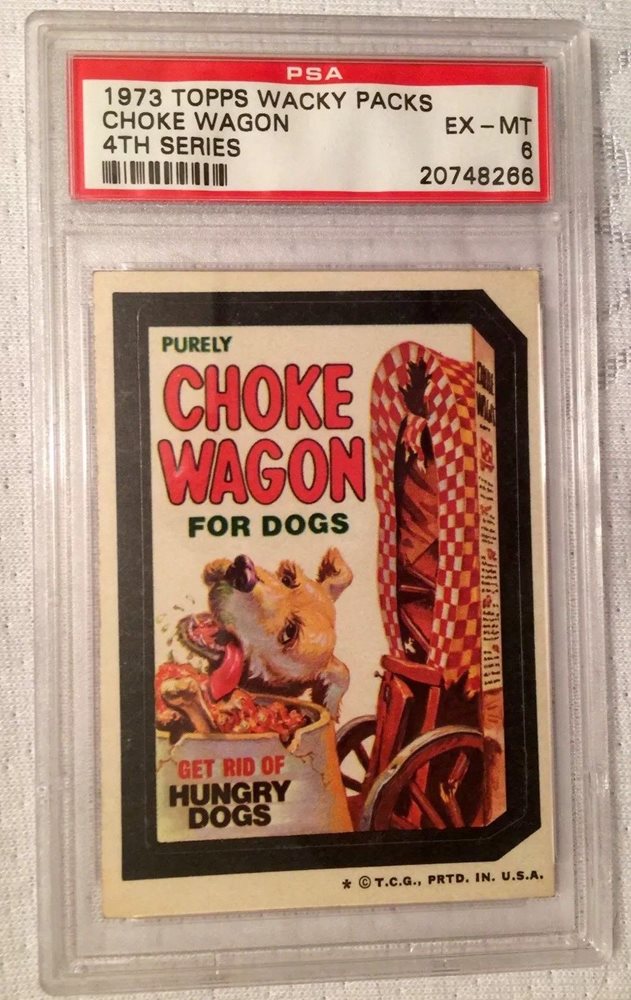 PSA
1973 TOPPS WACKY PACKS
CHOKE WAGON EX-MT
4TH SERIES 6
20748266
PURELY
CHOKE
WAGON
FOR DOGS
GET RID OF
HUNGRY
DOGS
* © T.C.G., PRTD. IN. U.S.A.